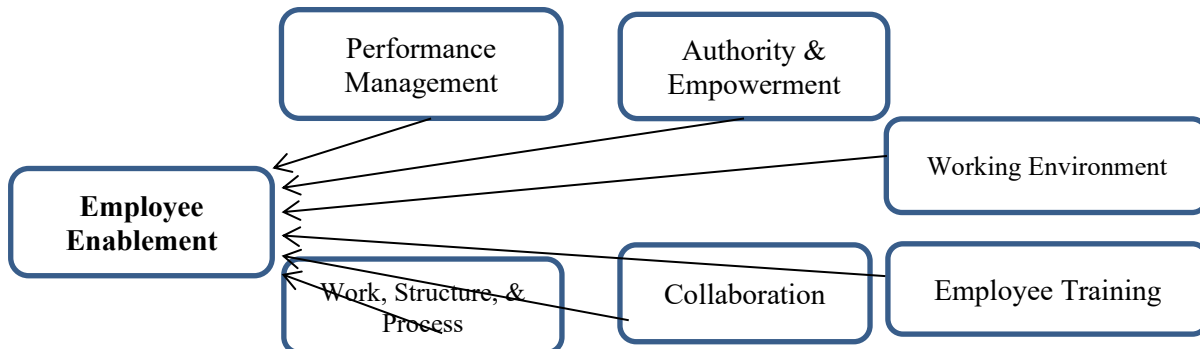 Performance
Management
Authority &
Empowerment
Working Environment
Employee
Enablement
Work, Structure, &
Process
Collaboration
Employee Training